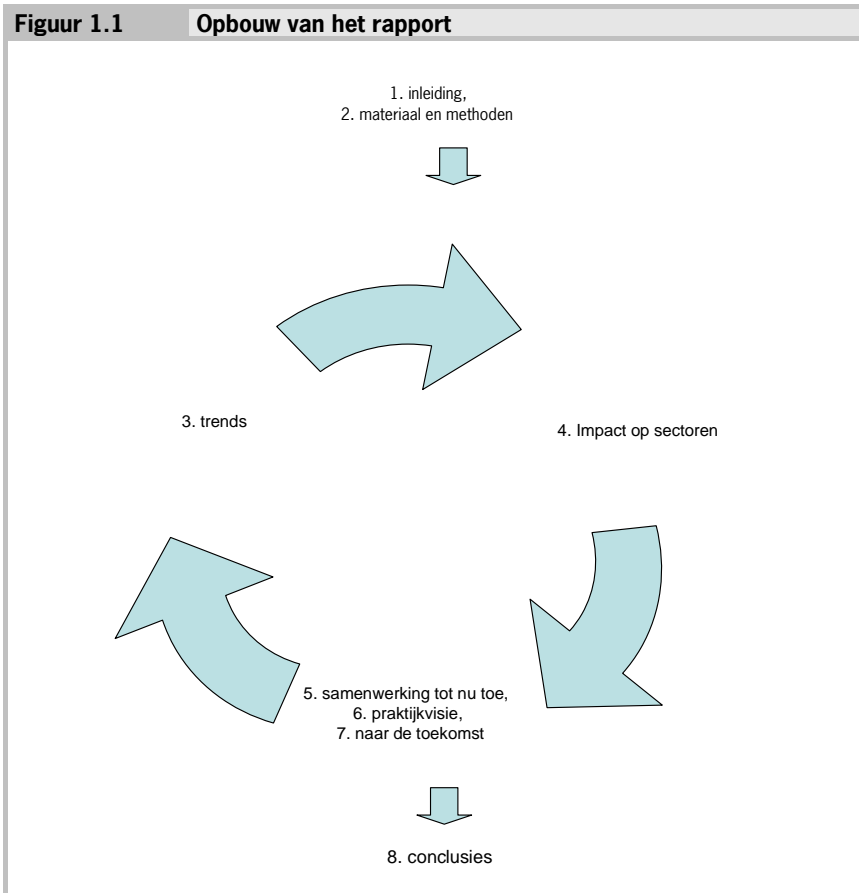 Figuur 1.1 Opbouw van het rapport
1. inleiding,
2. materiaal en methoden
3. trends
4. Impact op sectoren
5. samenwerking tot nu toe,
6. praktijkvisie,
7. naar de toekomst
8. conclusies